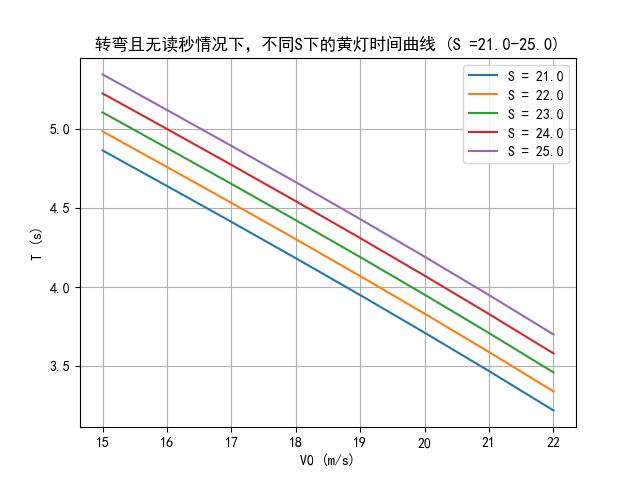 转弯且无读秒情况下，不同S下的黄灯时间曲线 (S =21.0-25.0)
S = 21.0
S = 22.0
S = 23.0
S = 24.0
S = 25.0
5.0
4.5
4.0
3.5
T (s)
15 16 17 18 19 20 21 22
V0 (m/s)